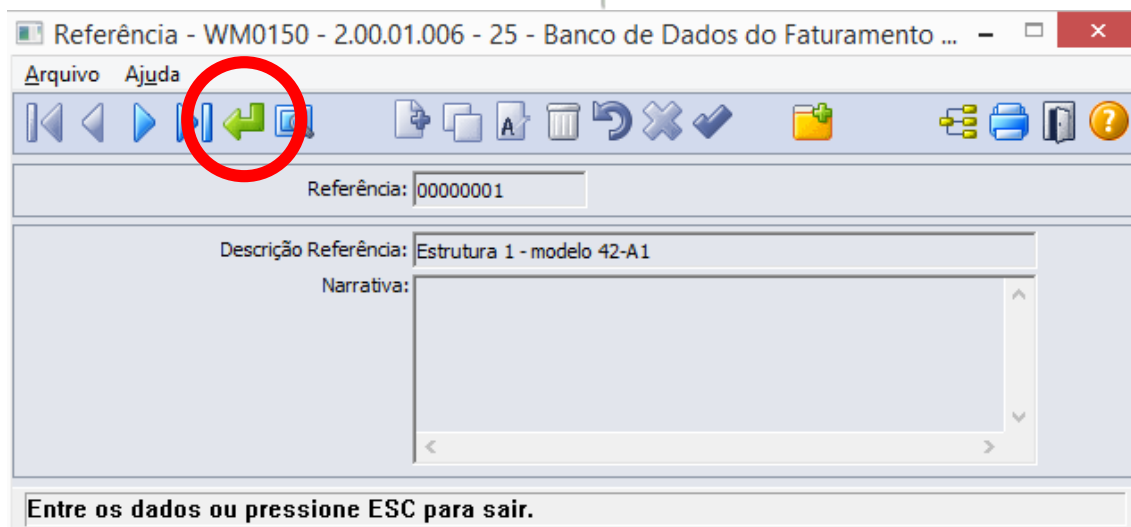 Referência - WM0150 - 2.00.01.006 - 25 - Banco de Dados do Faturamento ...
Arquivo Ajuda
Referência: 00000001
Descrição Referência: Estrutura 1 - modelo 42-A1
Narrativa:
Entre os dados ou pressione ESC para sair.